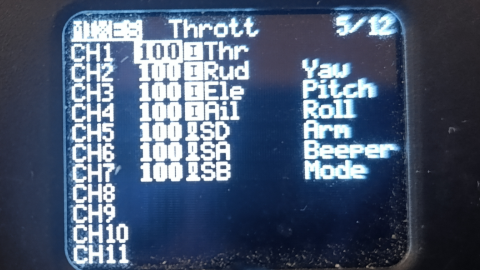 MIXES Thrott 5/12
CH1 100 I Thr
CH2 100 I Rud Yaw
CH3 100 I Ele Pitch
CH4 100 I Ail Roll
CH5 100 SD Arm
CH6 100 SA Beeper
CH7 100 SB Mode
CH8
CH9
CH10
CH11